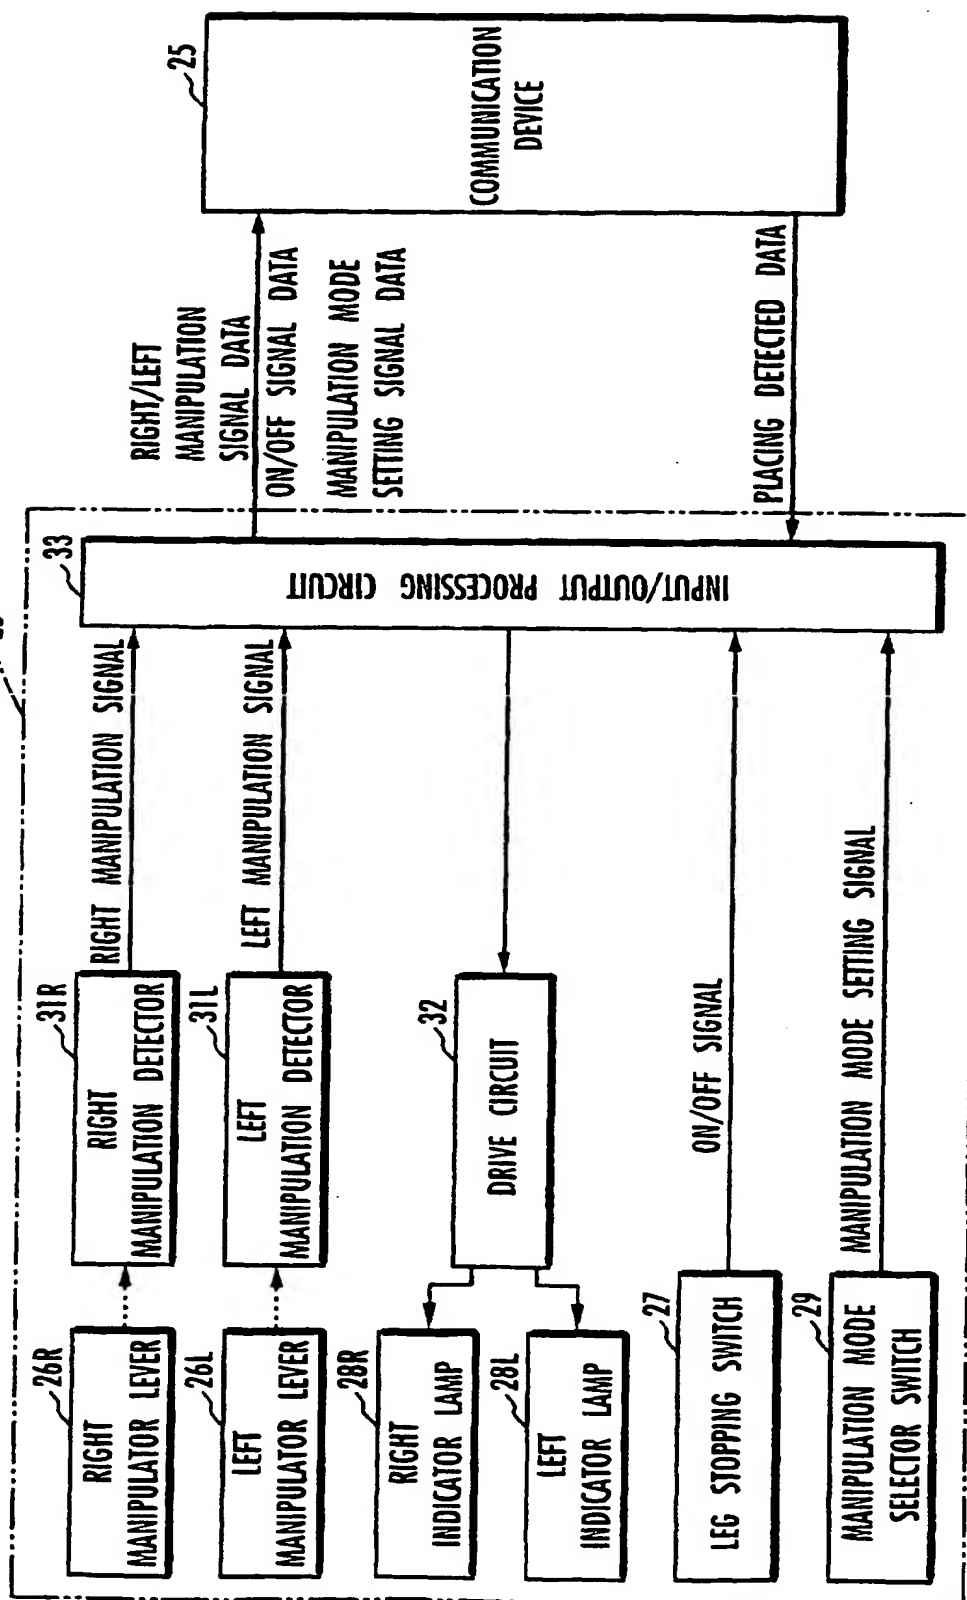 26R
RIGHT
MANIPULATOR LEVER
31R
RIGHT
MANIPULATION DETECTOR
RIGHT MANIPULATION SIGNAL
26L
LEFT
MANIPULATOR LEVER
31L
LEFT
MANIPULATION DETECTOR
LEFT MANIPULATION SIGNAL
28R
RIGHT
INDICATOR LAMP
28L
LEFT
INDICATOR LAMP
32
DRIVE CIRCUIT
27
LEG STOPPING SWITCH
ON/OFF SIGNAL
29
MANIPULATION MODE
SELECTOR SWITCH
MANIPULATION MODE SETTING SIGNAL
33
INPUT/OUTPUT PROCESSING CIRCUIT
RIGHT/LEFT
MANIPULATION
SIGNAL DATA
ON/OFF SIGNAL DATA
MANIPULATION MODE
SETTING SIGNAL DATA
PLACING DETECTED DATA
25
COMMUNICATION
DEVICE